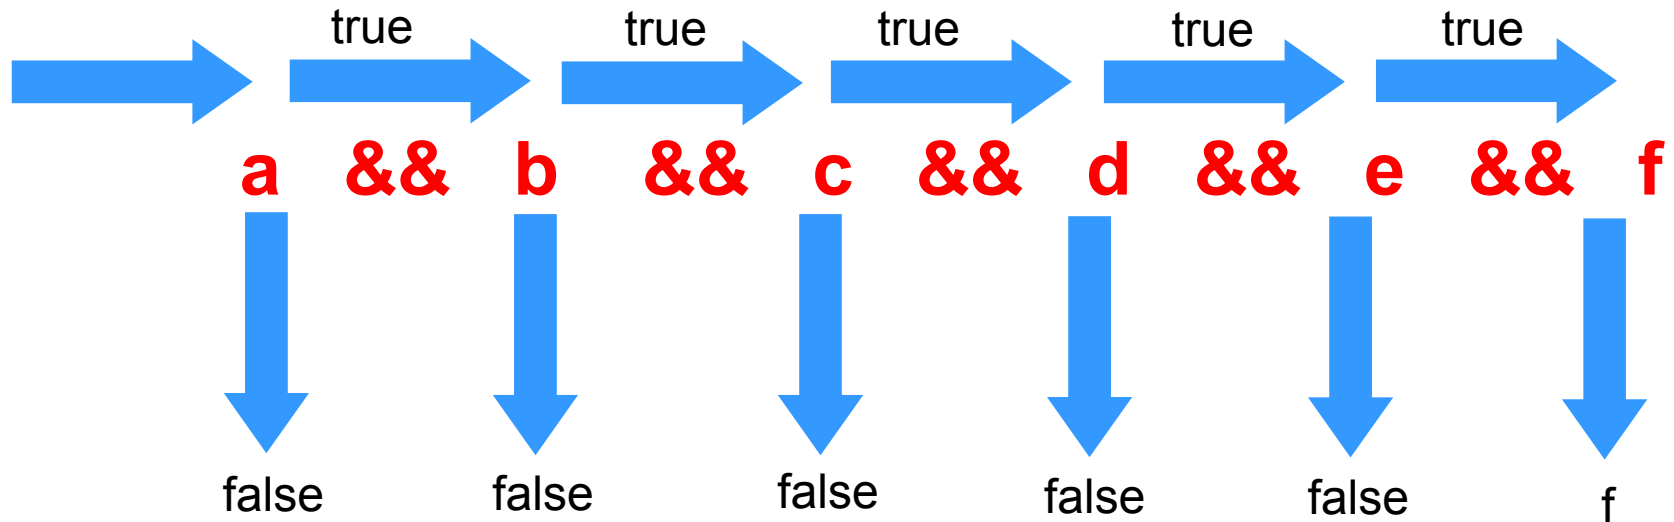 true true true true true
a && b && c && d && e && f
false false false false false f